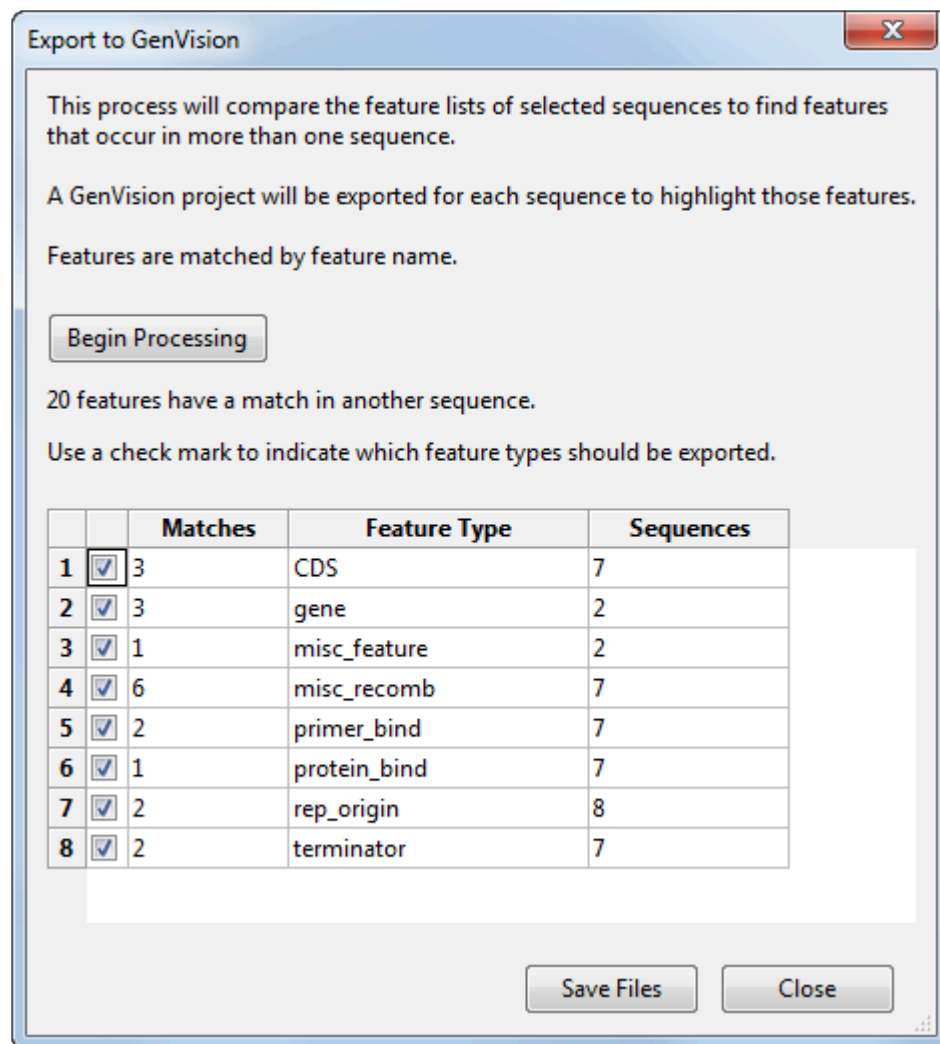 Export to GenVision
This process will compare the feature lists of selected sequences to find features
that occur in more than one sequence.
A GenVision project will be exported for each sequence to highlight those features.
Features are matched by feature name.
Begin Processing
20 features have a match in another sequence.
Use a check mark to indicate which feature types should be exported.
Matches Feature Type Sequences
1 3 CDS 7
2 3 gene 2
3 1 misc_feature 2
4 6 misc_recomb 7
5 2 primer_bind 7
6 1 protein_bind 7
7 2 rep_origin 8
8 2 terminator 7
Save Files Close